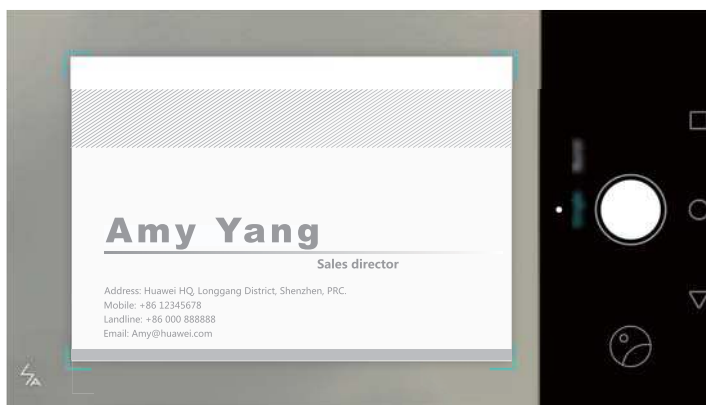 Amy Yang
Sales director
Address: Huawei HQ, Longgang District, Shenzhen, PRC.
Mobile: +86 12345678
Landline: +86 000 888888
Email: Amy@huawei.com